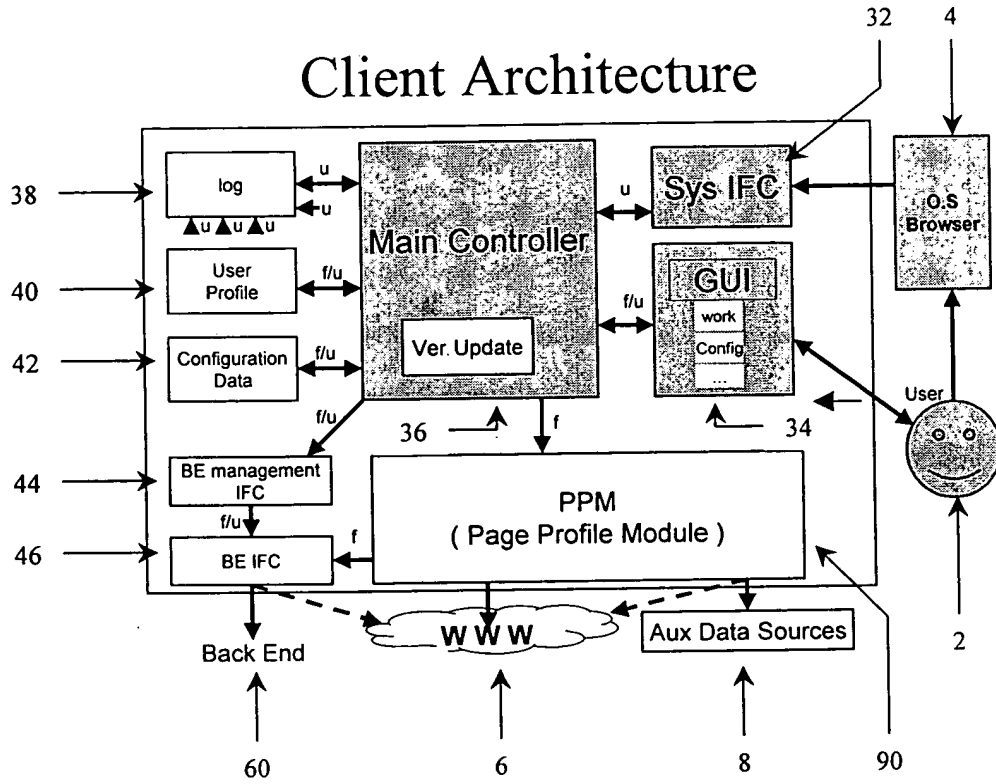 32
4
Client Architecture
38
log
u
u
u u u
Main Controller
Ver. Update
u
Sys IFC
O.S
Browser
40
User
Profile
f/u
f/u
GUI
work
Config
...
42
Configuration
Data
f/u
User
f/u
36
f
34
44
BE management
IFC
f/u
PPM
( Page Profile Module )
46
BE IFC
f
Back End
W W W
Aux Data Sources
2
60
6
8
90